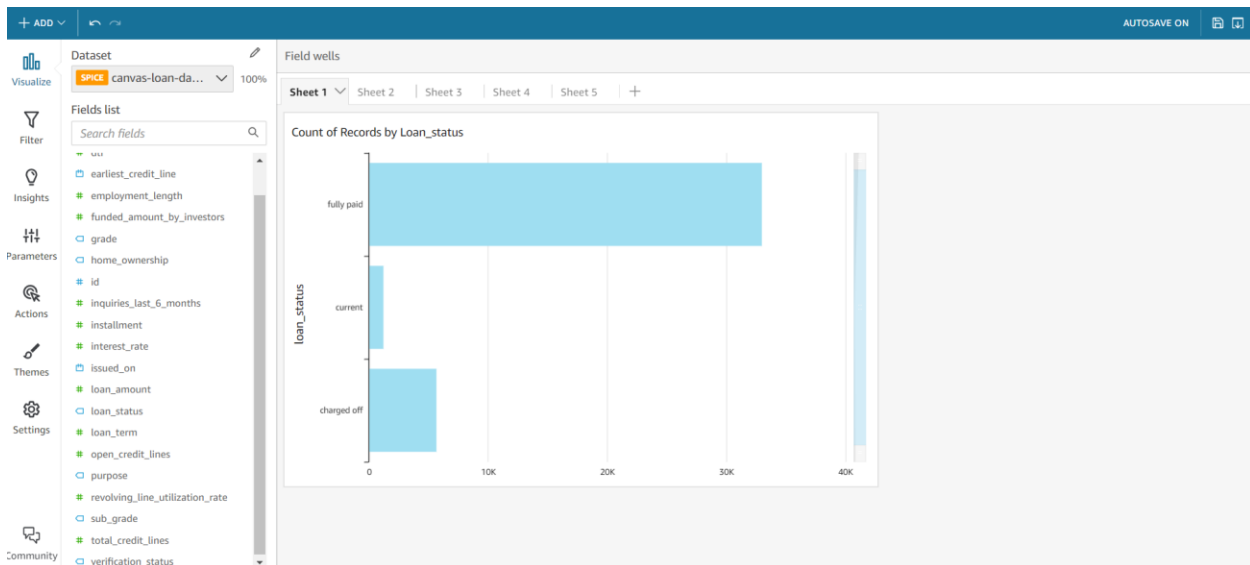 + ADD
AUTOSAVE ON
Visualize
Filter
Insights
Parameters
Actions
Themes
Settings
Community
Dataset
SPICE canvas-loan-da... 100%
Fields list
Search fields
earliest_credit_line
employment_length
funded_amount_by_investors
grade
home_ownership
id
inquiries_last_6_months
installment
interest_rate
issued_on
loan_amount
loan_status
loan_term
open_credit_lines
purpose
revolving_line_utilization_rate
sub_grade
total_credit_lines
verification_status
Field wells
Sheet 1 Sheet 2 Sheet 3 Sheet 4 Sheet 5 +
Count of Records by Loan_status
loan_status
fully paid
current
charged off
0 10K 20K 30K 40K